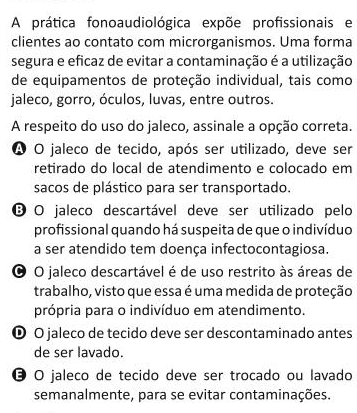 A prática fonoaudiológica expõe profissionais e
clientes ao contato com microrganismos. Uma forma
segura e eficaz de evitar a contaminação é a utilização
de equipamentos de proteção individual, tais como
jaleco, gorro, óculos, luvas, entre outros.
A respeito do uso do jaleco, assinale a opção correta.
A O jaleco de tecido, após ser utilizado, deve ser
retirado do local de atendimento e colocado em
sacos de plástico para ser transportado.
B O jaleco descartável deve ser utilizado pelo
profissional quando há suspeita de que o indivíduo
a ser atendido tem doença infectocontagiosa.
C O jaleco descartável é de uso restrito às áreas de
trabalho, visto que essa é uma medida de proteção
própria para o indivíduo em atendimento.
D O jaleco de tecido deve ser descontaminado antes
de ser lavado.
E O jaleco de tecido deve ser trocado ou lavado
semanalmente, para se evitar contaminações.